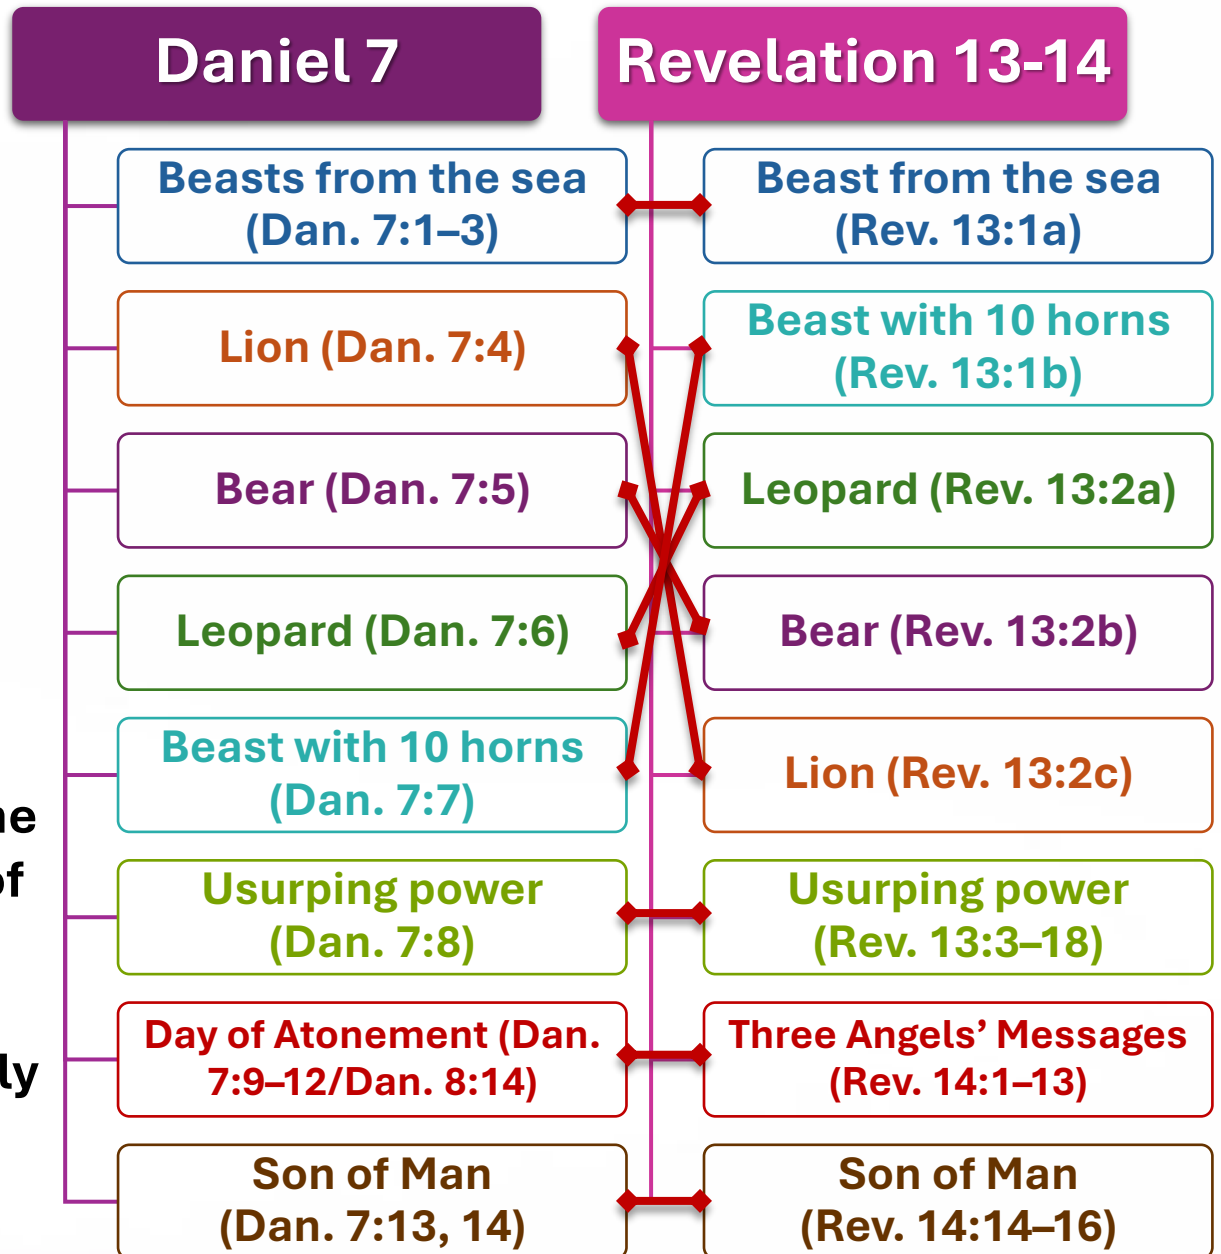 Daniel 7
Beasts from the sea
(Dan. 7:1–3)
Lion (Dan. 7:4)
Bear (Dan. 7:5)
Leopard (Dan. 7:6)
Beast with 10 horns
(Dan. 7:7)
Usurping power
(Dan. 7:8)
Day of Atonement (Dan.
7:9–12/Dan. 8:14)
Son of Man
(Dan. 7:13, 14)
Revelation 13-14
Beast from the sea
(Rev. 13:1a)
Beast with 10 horns
(Rev. 13:1b)
Leopard (Rev. 13:2a)
Bear (Rev. 13:2b)
Lion (Rev. 13:2c)
Usurping power
(Rev. 13:3–18)
Three Angels’ Messages
(Rev. 14:1–13)
Son of Man
(Rev. 14:14–16)